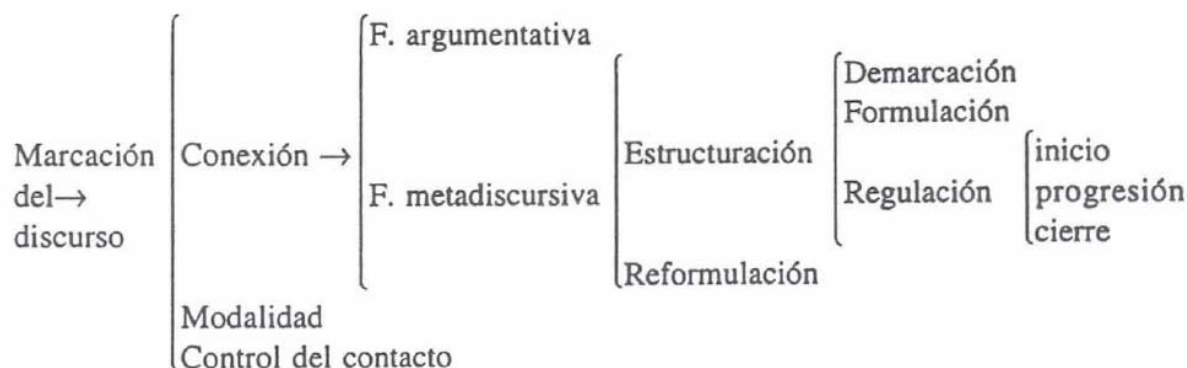 F. argumentativa
Demarcación
Formulación
Marcación Conexión → Estructuración inicio
del→ F. metadiscursiva Regulación progresión
discurso cierre
Reformulación
Modalidad
Control del contacto